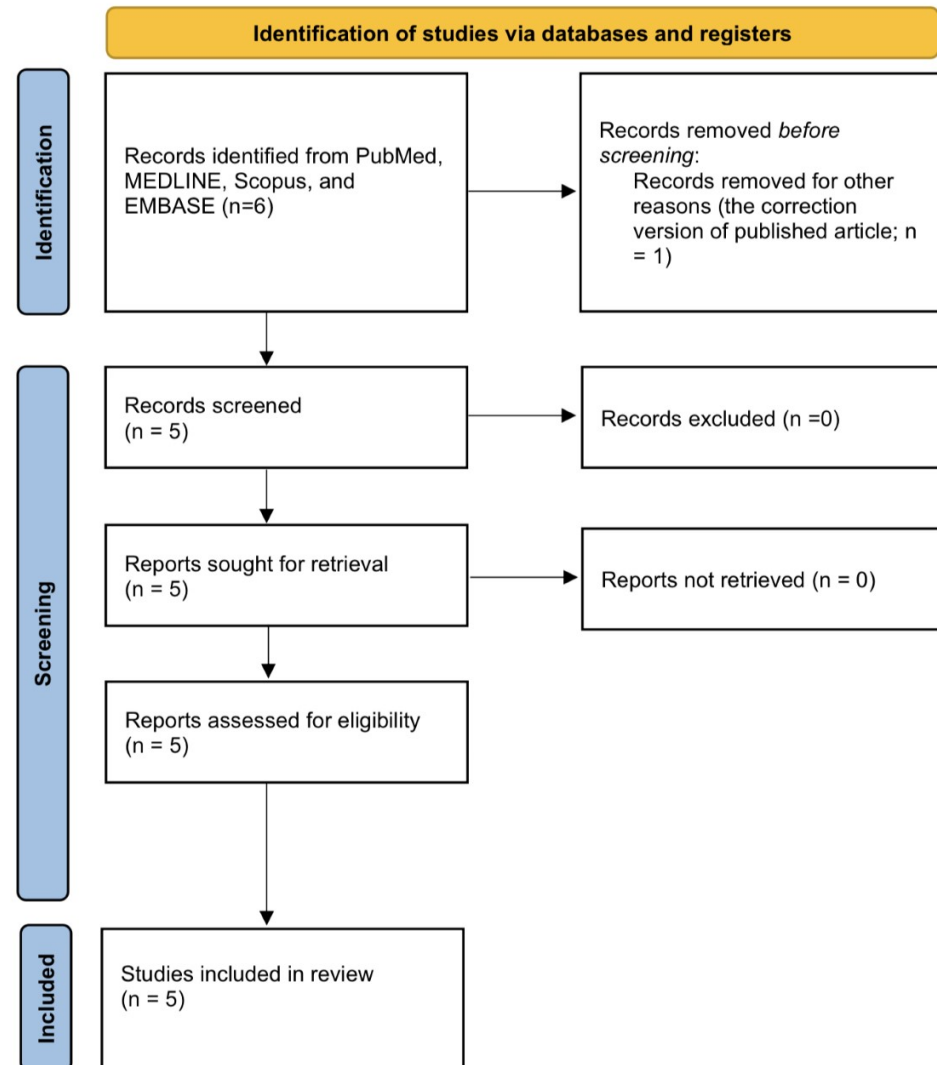 Identification of studies via databases and registers
Identification
Records identified from PubMed,
MEDLINE, Scopus, and
EMBASE (n=6)
Records removed before
screening:
Records removed for other
reasons (the correction
version of published article; n
= 1)
Screening
Records screened
(n = 5)
Records excluded (n =0)
Reports sought for retrieval
(n = 5)
Reports not retrieved (n = 0)
Reports assessed for eligibility
(n = 5)
Included
Studies included in review
(n = 5)